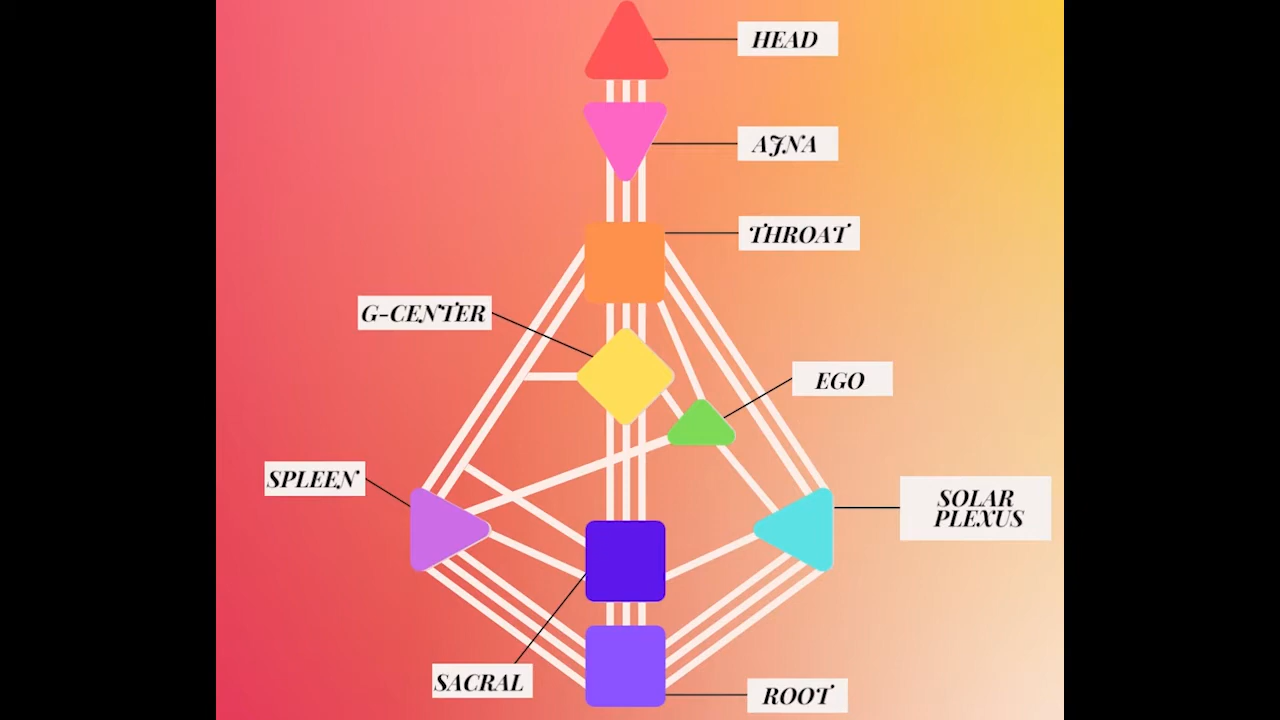 HEAD
AJNA
THROAT
G-CENTER
EGO
SPLEEN
SOLAR
PLEXUS
SACRAL
ROOT